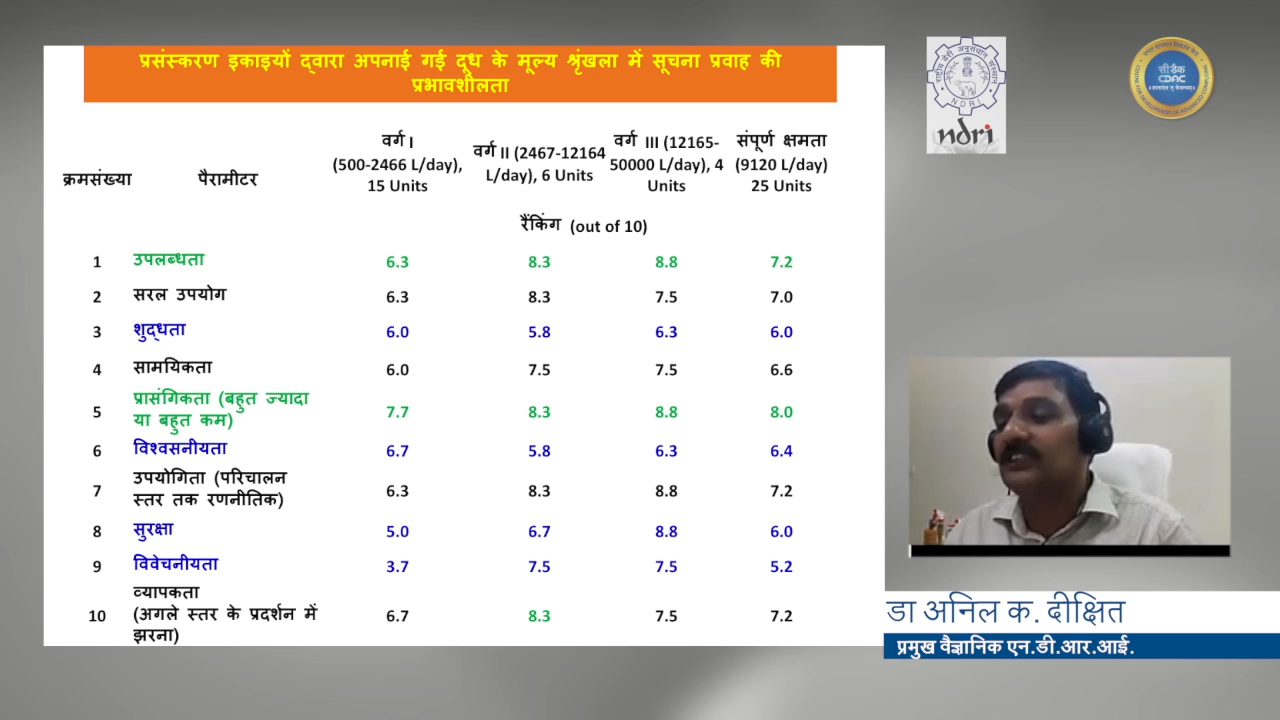 प्रसंस्करण इकाइयों द्वारा अपनाई गई दूध के मूल्य श्रृंखला में सूचना प्रवाह की
प्रभावशीलता
क्रमसंख्या
पैरामीटर
वर्ग I
(500-2466 L/day),
15 Units
वर्ग II (2467-12164
L/day), 6 Units
वर्ग III (12165-
50000 L/day), 4
Units
संपूर्ण क्षमता
(9120 L/day)
25 Units
रैंकिंग (out of 10)
1 उपलब्धता 6.3 8.3 8.8 7.2
2 सरल उपयोग 6.3 8.3 7.5 7.0
3 शुद्धता 6.0 5.8 6.3 6.0
4 सामयिकता 6.0 7.5 7.5 6.6
5 प्रासंगिकता (बहुत ज्यादा
या बहुत कम) 7.7 8.3 8.8 8.0
6 विश्वसनीयता 6.7 5.8 6.3 6.4
7 उपयोगिता (परिचालन
स्तर तक रणनीतिक) 6.3 8.3 8.8 7.2
8 सुरक्षा 5.0 6.7 8.8 6.0
9 विवेचनीयता 3.7 7.5 7.5 5.2
व्यापकता
10 (अगले स्तर के प्रदर्शन में 6.7 8.3 7.5 7.2
झरना)
NDRI
ndri
सीडैक
CDAC
डा अनिल क. दीक्षित
प्रमुख वैज्ञानिक एन.डी.आर.आई.